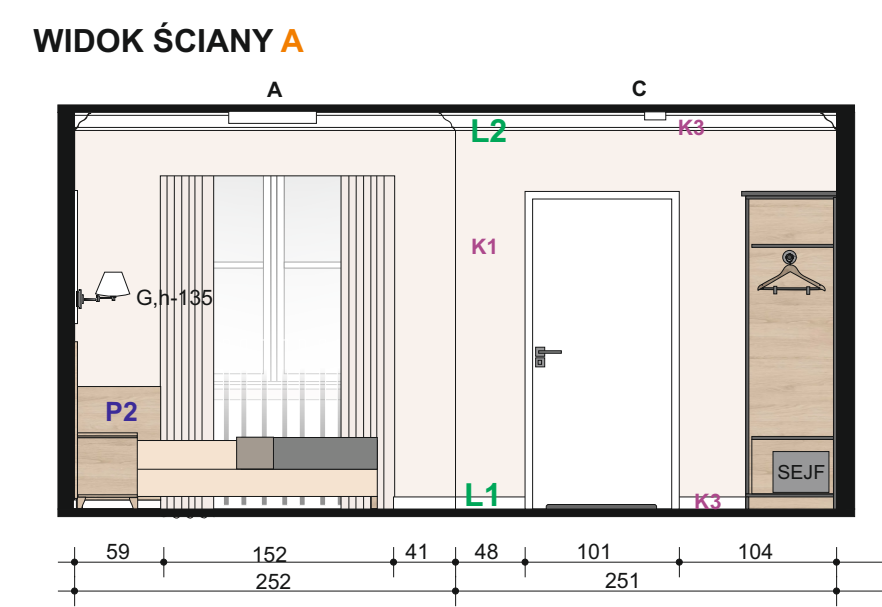 WIDOK ŚCIANY A
A C
L2 K3
K1
G,h-135
P2
SEJF
L1 K3
59 152 41 48 101 104
252 251